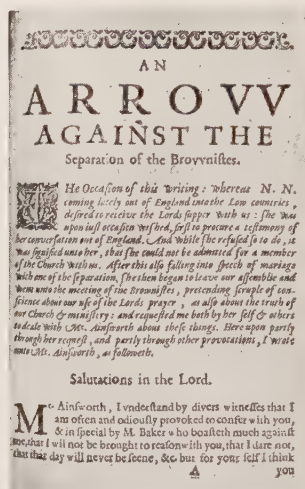 AN
ARROVV
AGAINST THE
Separation of the Brovvnistes.
THe Occasion of this Writing: whereas N. N.
coming lately out of England into the Low countries,
desired to receive the Lords supper with us: she was
upon iust occasion wished, first to procure a testimony of
her conversation out of England. And while she refused so to do, it
was signified unto her, that she could not be admitted for a member
of the Church with us. After this also falling into speech of mariage
with one of the separation, she then began to leave our assemblie and
went unto the meeting of the Brownistes, pretending scruple of con-
science about our use of the Lords prayer, as also about the truth of
our Church & ministery: and requested me both by her self & others
to deale with Mr. Ainsworth about these things. Here upon partly
through her request, and partly through other provocations, I wrote
unto Mr. Ainsworth, as followeth.
Salutations in the Lord.
Mr. Ainsworth, I vnderstand by divers witnesses that I
am often and odiously provoked to confer with you,
& in special by M. Baker who boasteth much against
me, that I wil not be brought to reason with you, that I dare not,
that that day will never be seene, &c. but for your self I think
A
you